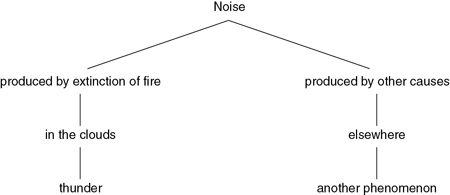 Noise
produced by extinction of fire
produced by other causes
in the clouds
elsewhere
thunder
another phenomenon